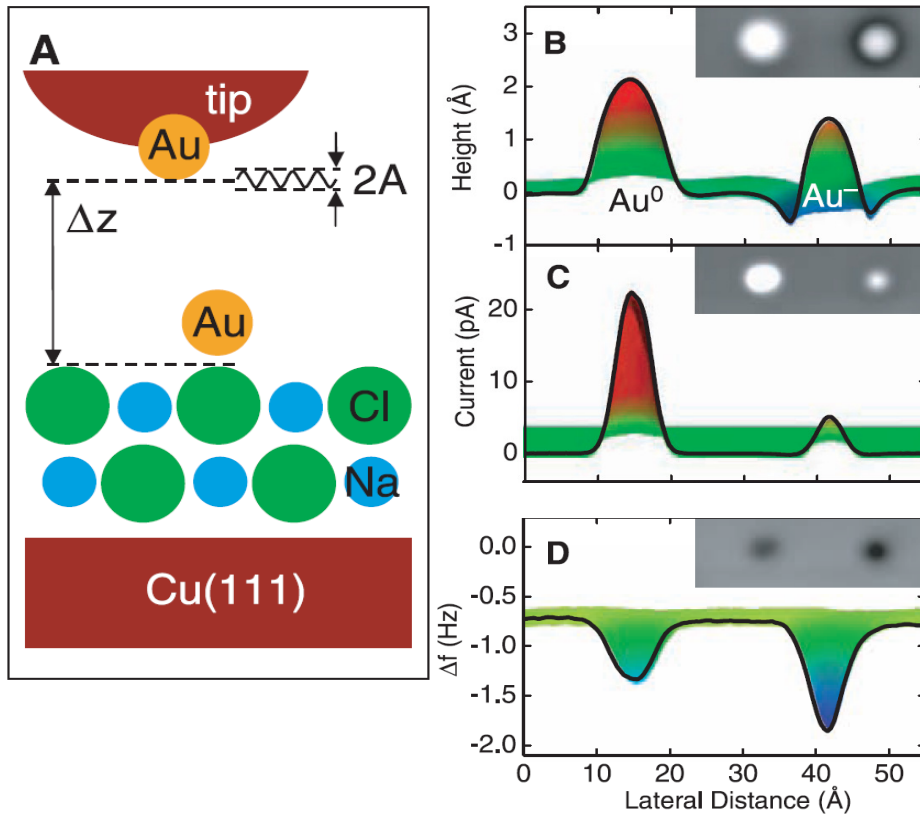 A
tip
Au
2A
Δz
Au
Cl
Na
Cu(111)
B
Height (Å)
3
2
1
0
-1
Au⁰
Au⁻
C
Current (pA)
20
10
0
D
Δf (Hz)
0.0
-0.5
-1.0
-1.5
-2.0
0 10 20 30 40 50
Lateral Distance (Å)